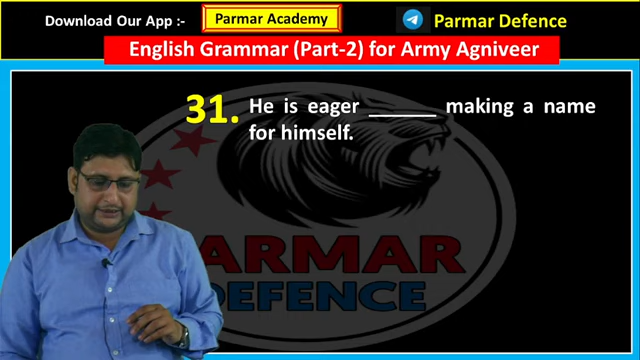 Download Our App :- Parmar Academy Parmar Defence
English Grammar (Part-2) for Army Agniveer
31. He is eager ______ making a name
for himself.
PARMAR
DEFENCE